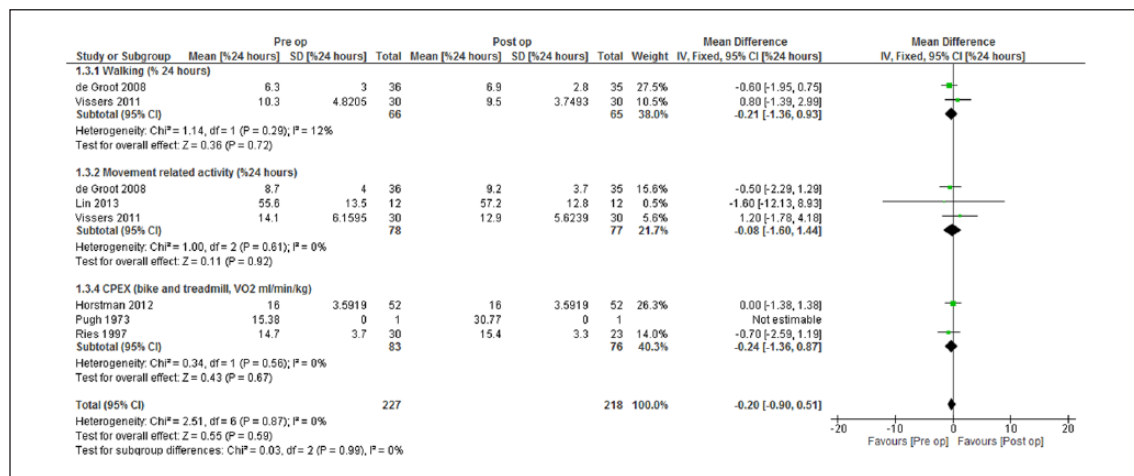 Pre op Post op Mean Difference Mean Difference
Study or Subgroup Mean [%24 hours] SD [%24 hours] Total Mean [%24 hours] SD [%24 hours] Total Weight IV, Fixed, 95% CI [%24 hours] IV, Fixed, 95% CI [%24 hours]
1.3.1 Walking (% 24 hours)
de Groot 2008 6.3 3 36 6.9 2.8 35 27.5% -0.60 [-1.95, 0.75]
Vissers 2011 10.3 4.8205 30 9.5 3.7493 30 10.5% 0.80 [-1.39, 2.99]
Subtotal (95% CI) 66 65 38.0% -0.21 [-1.36, 0.93]
Heterogeneity: Chi² = 1.14, df = 1 (P = 0.29); I² = 12%
Test for overall effect: Z = 0.36 (P = 0.72)
1.3.2 Movement related activity (%24 hours)
de Groot 2008 8.7 4 36 9.2 3.7 35 15.6% -0.50 [-2.29, 1.29]
Lin 2013 55.6 13.5 12 57.2 12.8 12 0.5% -1.60 [-12.13, 8.93]
Vissers 2011 14.1 6.1595 30 12.9 5.6239 30 5.6% 1.20 [-1.78, 4.18]
Subtotal (95% CI) 78 77 21.7% -0.08 [-1.60, 1.44]
Heterogeneity: Chi² = 1.00, df = 2 (P = 0.61); I² = 0%
Test for overall effect: Z = 0.11 (P = 0.92)
1.3.4 CPEX (bike and treadmill, VO2 ml/min/kg)
Horstman 2012 16 3.5919 52 16 3.5919 52 26.3% 0.00 [-1.38, 1.38]
Pugh 1973 15.38 0 1 30.77 0 1 Not estimable
Ries 1997 14.7 3.7 30 15.4 3.3 23 14.0% -0.70 [-2.59, 1.19]
Subtotal (95% CI) 83 76 40.3% -0.24 [-1.36, 0.87]
Heterogeneity: Chi² = 0.34, df = 1 (P = 0.56); I² = 0%
Test for overall effect: Z = 0.43 (P = 0.67)
Total (95% CI) 227 218 100.0% -0.20 [-0.90, 0.51]
Heterogeneity: Chi² = 2.51, df = 6 (P = 0.87); I² = 0%
Test for overall effect: Z = 0.55 (P = 0.59)
Test for subgroup differences: Chi² = 0.03, df = 2 (P = 0.99), I² = 0%
-20 -10 0 10 20
Favours [Pre op] Favours [Post op]